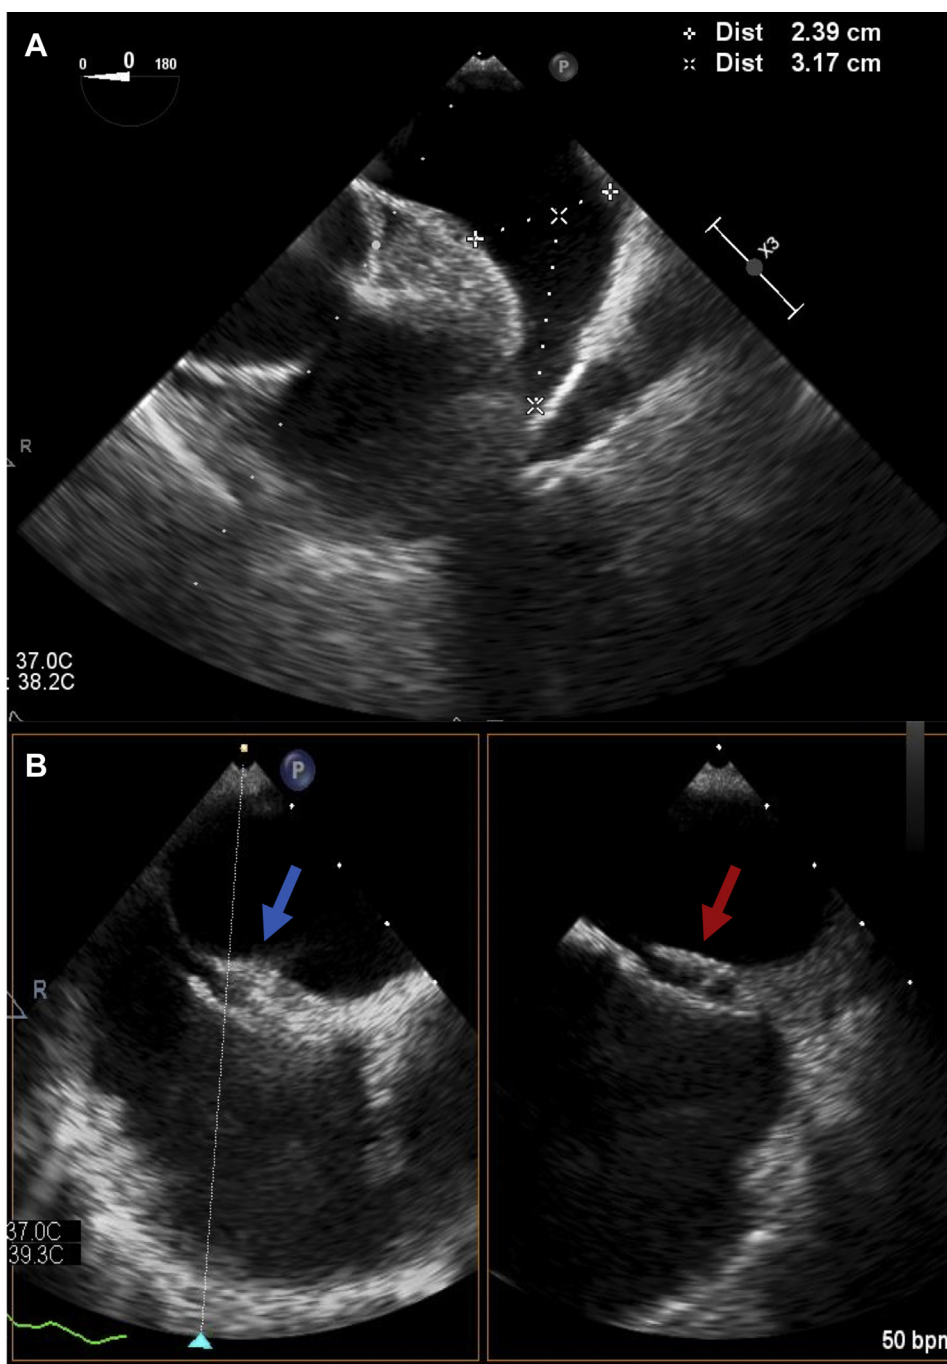 A
0 0 180
P
Dist 2.39 cm
Dist 3.17 cm
X3
R
37.0C
: 38.2C
B
P
R
37.0C
39.3C
50 bpm